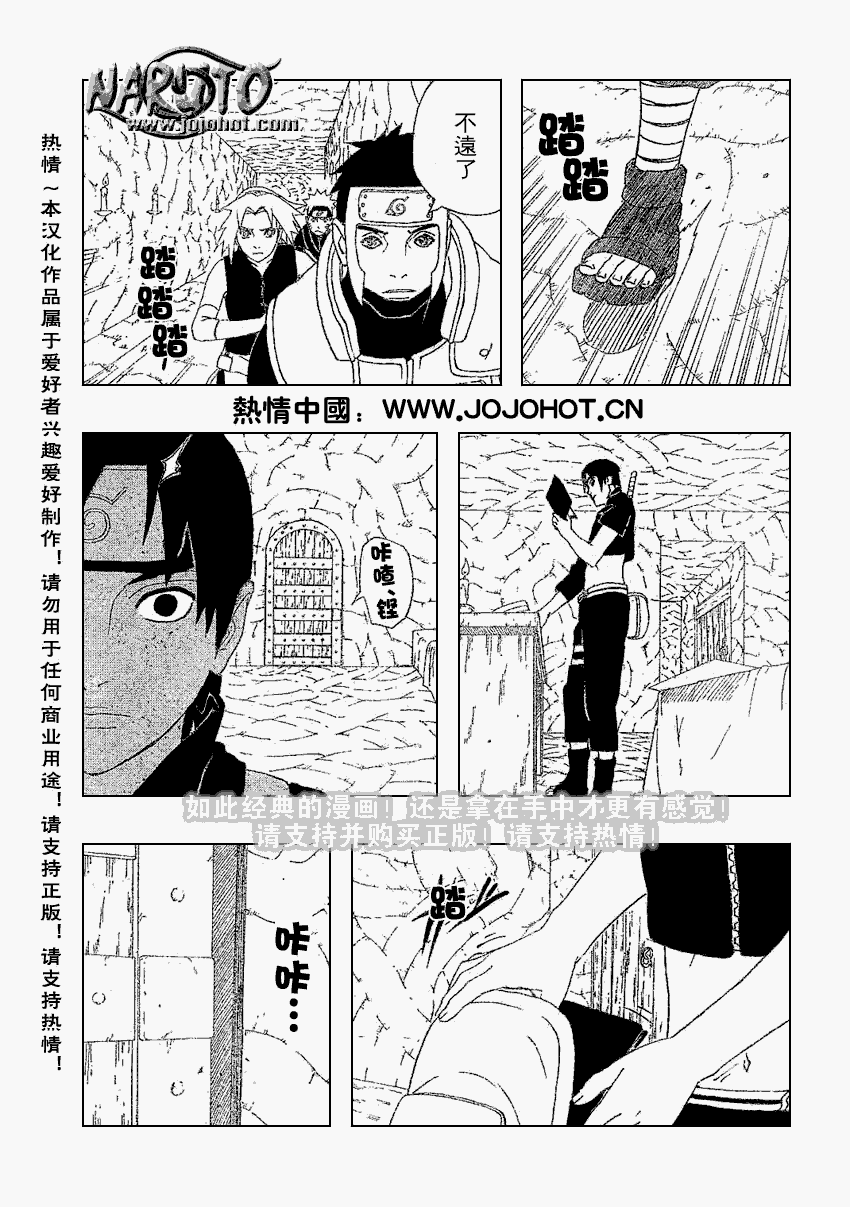 NARUTO
www.jojohot.com
踏
踏
不遠了
踏
踏
踏
熱情中國：WWW.JOJOHOT.CN
咔喳、鏗
如此经典的漫画！还是拿在手中才更有感觉！
请支持并购买正版！请支持热情！
踏
咔
咔…
热情～本汉化作品属于爱好者兴趣爱好制作！请勿用于任何商业用途！请支持正版！请支持热情！